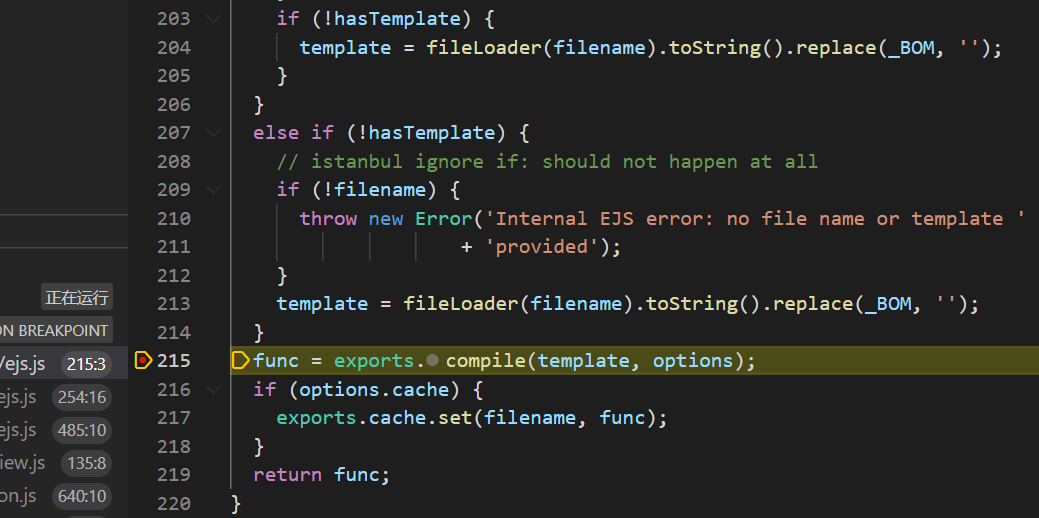 203 if (!hasTemplate) {
204 template = fileLoader(filename).toString().replace(_BOM, '');
205 }
206 }
207 else if (!hasTemplate) {
208 // istanbul ignore if: should not happen at all
209 if (!filename) {
210 throw new Error('Internal EJS error: no file name or template '
211 + 'provided');
212 }
213 template = fileLoader(filename).toString().replace(_BOM, '');
214 }
215 func = exports.compile(template, options);
216 if (options.cache) {
217 exports.cache.set(filename, func);
218 }
219 return func;
220 }
正在运行
ON BREAKPOINT
/ejs.js 215:3
ejs.js 254:16
ejs.js 485:10
iew.js 135:8
on.js 640:10